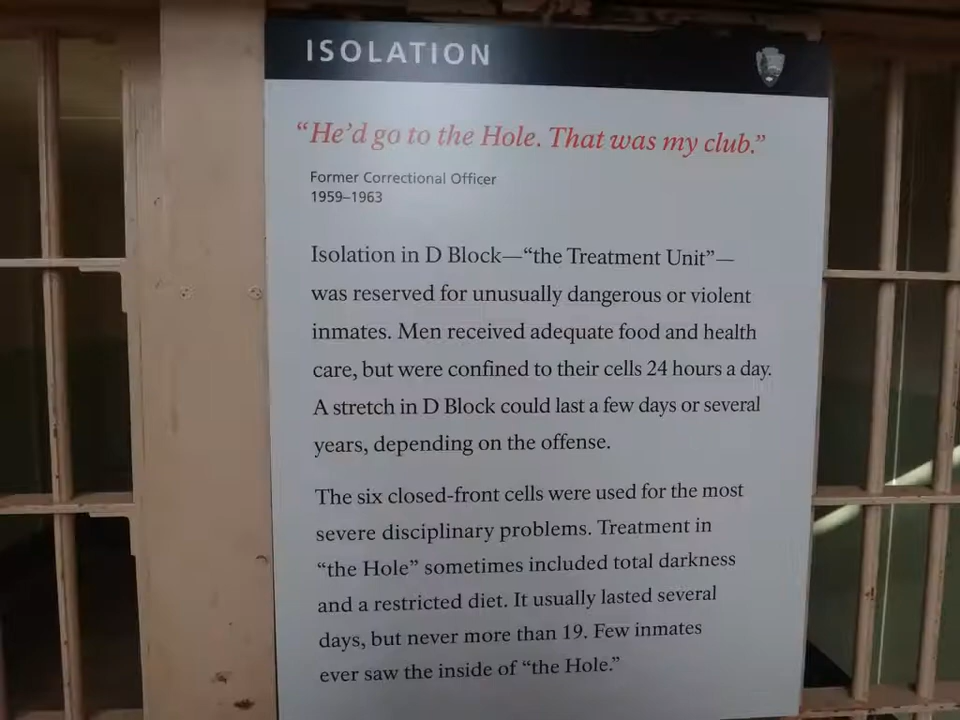 ISOLATION
“He’d go to the Hole. That was my club.”
Former Correctional Officer
1959–1963
Isolation in D Block—“the Treatment Unit”—
was reserved for unusually dangerous or violent
inmates. Men received adequate food and health
care, but were confined to their cells 24 hours a day.
A stretch in D Block could last a few days or several
years, depending on the offense.
The six closed-front cells were used for the most
severe disciplinary problems. Treatment in
“the Hole” sometimes included total darkness
and a restricted diet. It usually lasted several
days, but never more than 19. Few inmates
ever saw the inside of “the Hole.”